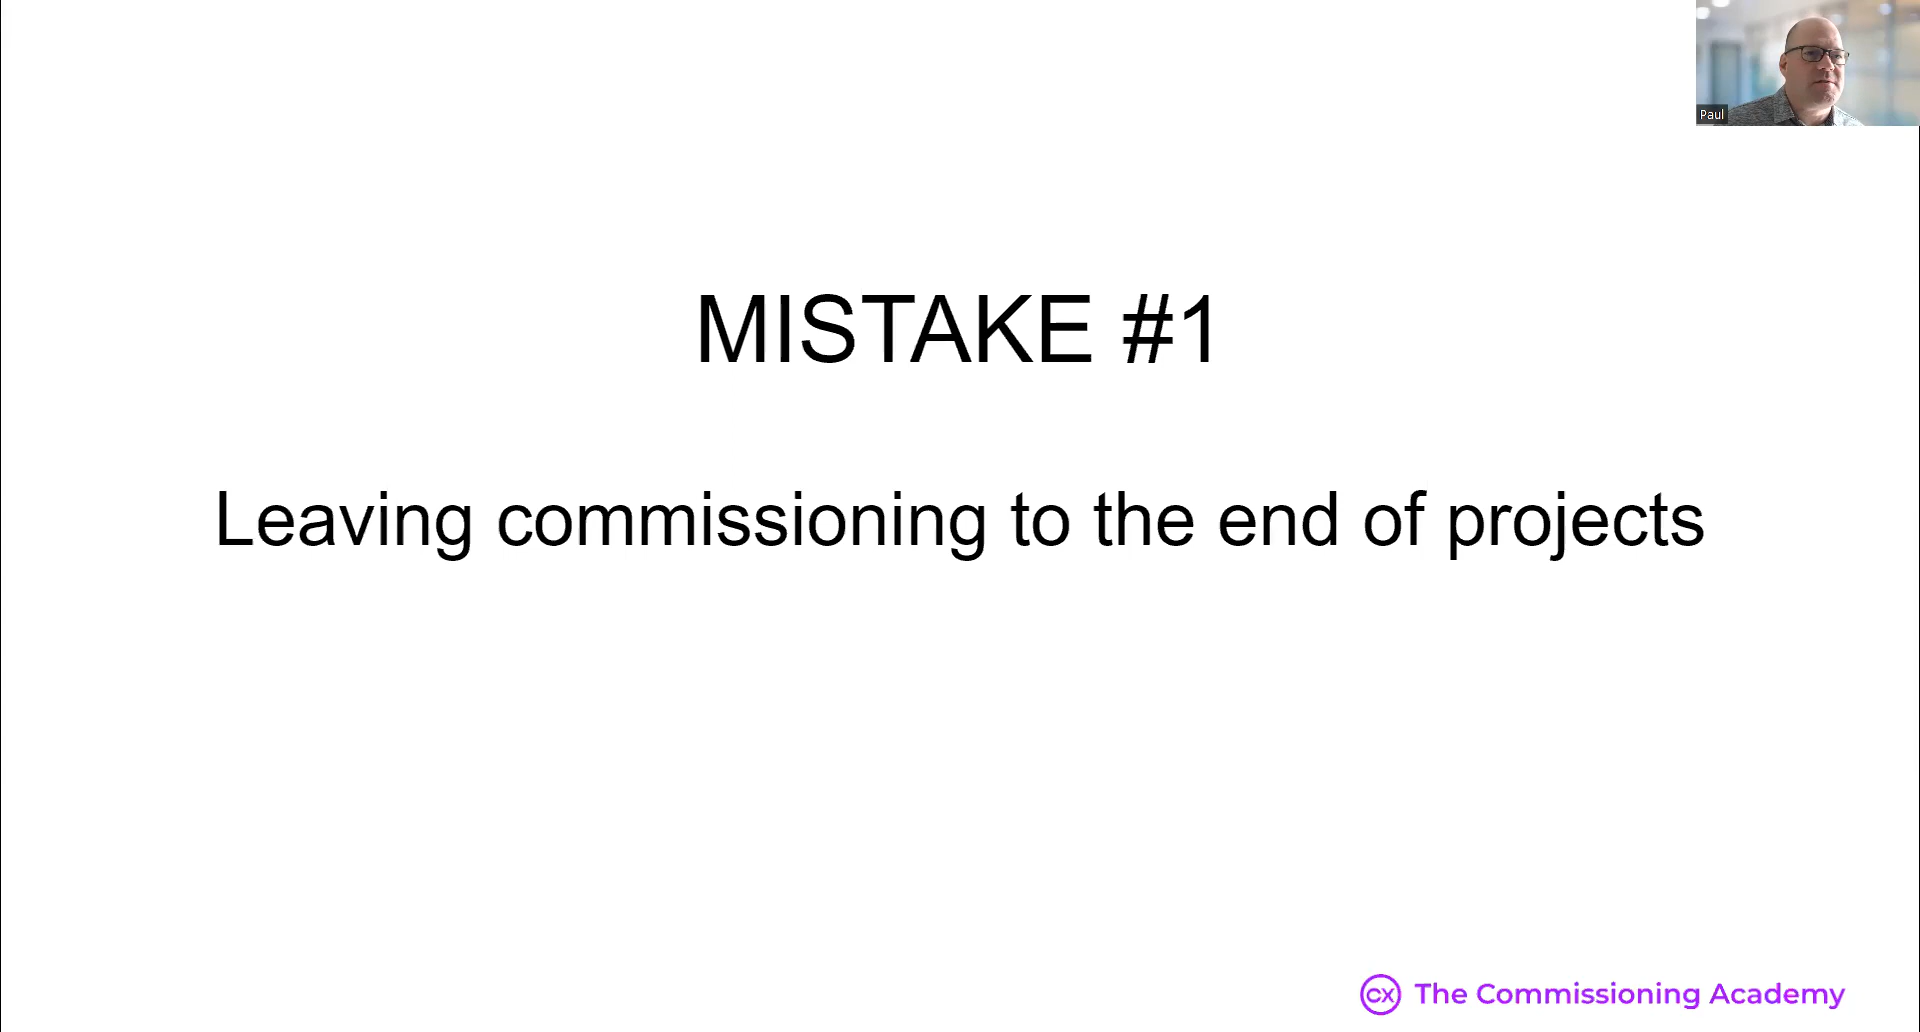 Paul
MISTAKE #1
Leaving commissioning to the end of projects
CX The Commissioning Academy